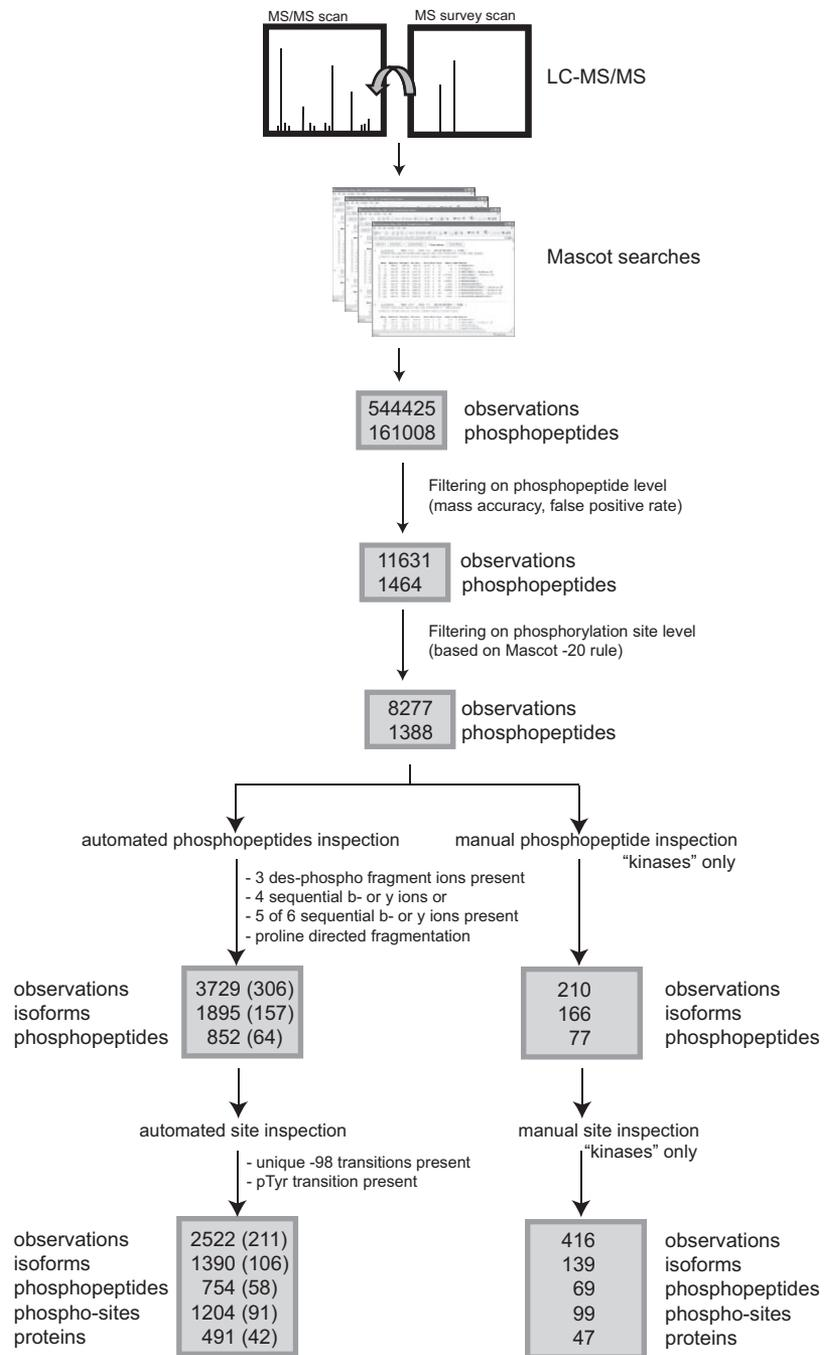 MS/MS scan
MS survey scan
LC-MS/MS
Mascot searches
544425 observations
161008 phosphopeptides
Filtering on phosphopeptide level
(mass accuracy, false positive rate)
11631 observations
1464 phosphopeptides
Filtering on phosphorylation site level
(based on Mascot -20 rule)
8277 observations
1388 phosphopeptides
automated phosphopeptides inspection
- 3 des-phospho fragment ions present
- 4 sequential b- or y ions or
- 5 of 6 sequential b- or y ions present
- proline directed fragmentation
manual phosphopeptide inspection
“kinases” only
observations 3729 (306)
isoforms 1895 (157)
phosphopeptides 852 (64)
210 observations
166 isoforms
77 phosphopeptides
automated site inspection
- unique -98 transitions present
- pTyr transition present
manual site inspection
“kinases” only
observations 2522 (211)
isoforms 1390 (106)
phosphopeptides 754 (58)
phospho-sites 1204 (91)
proteins 491 (42)
416 observations
139 isoforms
69 phosphopeptides
99 phospho-sites
47 proteins